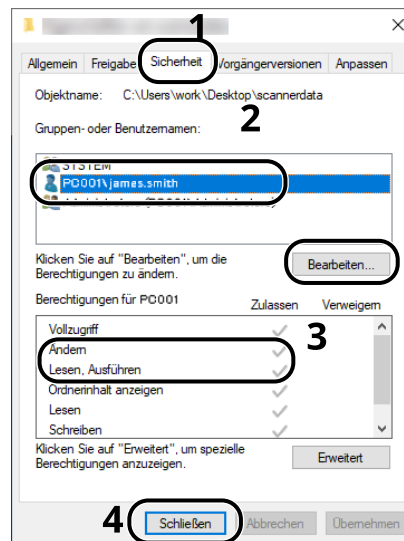 1
Allgemein Freigabe Sicherheit Vorgängerversionen Anpassen
Objektname: C:\Users\work\Desktop\scannerdata
2
Gruppen- oder Benutzernamen:
SYSTEM
PC001\james.smith
Klicken Sie auf "Bearbeiten", um die
Berechtigungen zu ändern.
Bearbeiten...
Berechtigungen für PC001 Zulassen Verweigern
3
Vollzugriff
Ändern
Lesen, Ausführen
Ordnerinhalt anzeigen
Lesen
Schreiben
Klicken Sie auf "Erweitert", um spezielle
Berechtigungen anzuzeigen.
Erweitert
4 Schließen Abbrechen Übernehmen